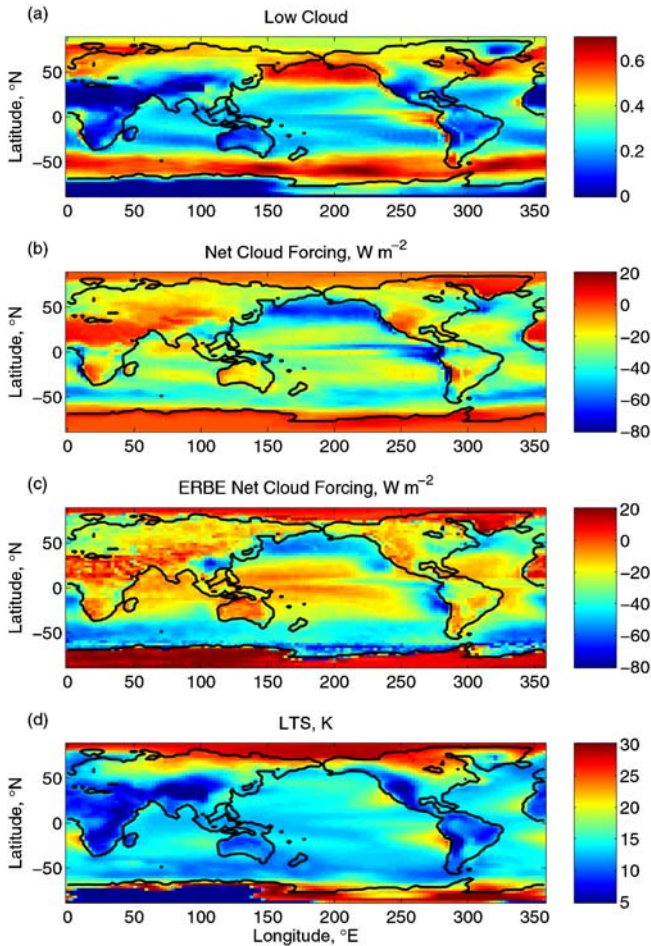 (a)
Low Cloud
Latitude, °N
50
0
−50
0 50 100 150 200 250 300 350
0.6
0.4
0.2
0
(b)
Net Cloud Forcing, W m−2
Latitude, °N
50
0
−50
0 50 100 150 200 250 300 350
20
0
−20
−40
−60
−80
(c)
ERBE Net Cloud Forcing, W m−2
Latitude, °N
50
0
−50
0 50 100 150 200 250 300 350
20
0
−20
−40
−60
−80
(d)
LTS, K
Latitude, °N
50
0
−50
0 50 100 150 200 250 300 350
Longitude, °E
30
25
20
15
10
5